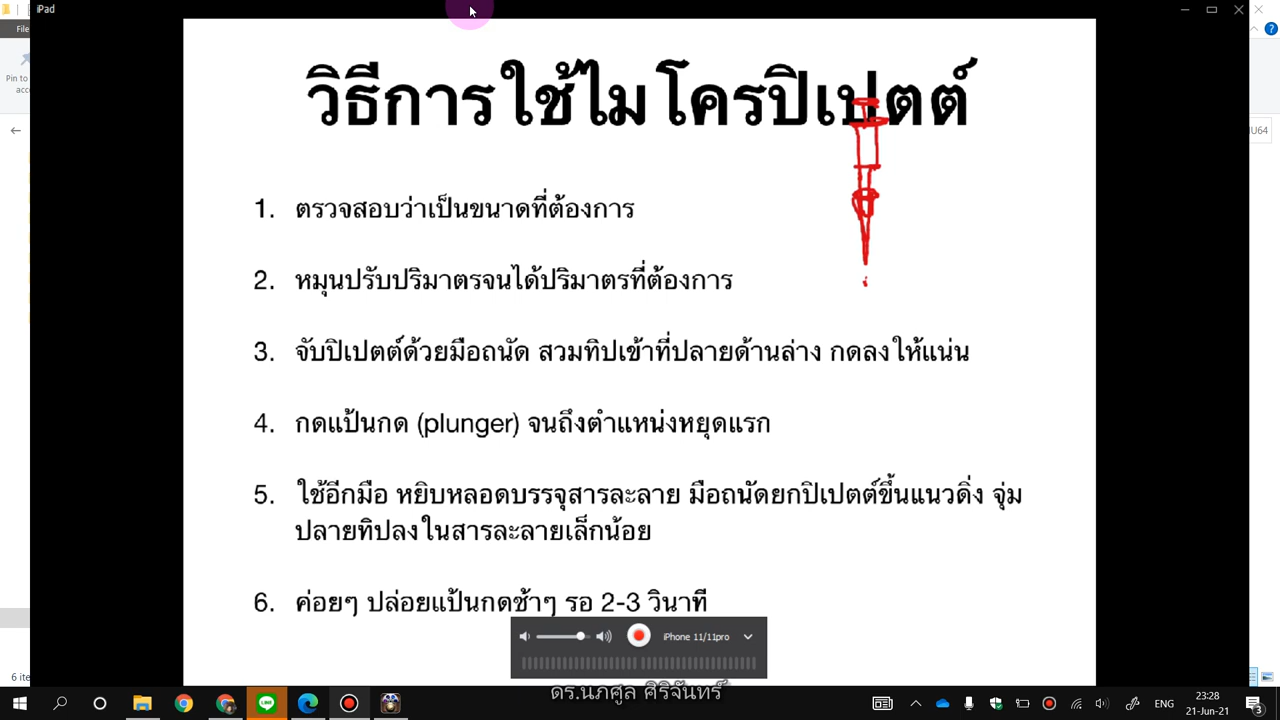 iPad
File
Pin to
acc
U64
วิธีการใช้ไมโครปิเปตต์
1. ตรวจสอบว่าเป็นขนาดที่ต้องการ
2. หมุนปรับปริมาตรจนได้ปริมาตรที่ต้องการ
3. จับปิเปตต์ด้วยมือถนัด สวมทิปเข้าที่ปลายด้านล่าง กดลงให้แน่น
4. กดแป้นกด (plunger) จนถึงตำแหน่งหยุดแรก
5. ใช้อีกมือ หยิบหลอดบรรจุสารละลาย มือถนัดยกปิเปตต์ขึ้นแนวดิ่ง จุ่ม
ปลายทิปลงในสารละลายเล็กน้อย
6. ค่อยๆ ปล่อยแป้นกดช้าๆ รอ 2-3 วินาที
iPhone 11/11pro
6 ite
ดร.นภศูล ศิริจันทร์
LINE
ENG
23:28
21-Jun-21
3